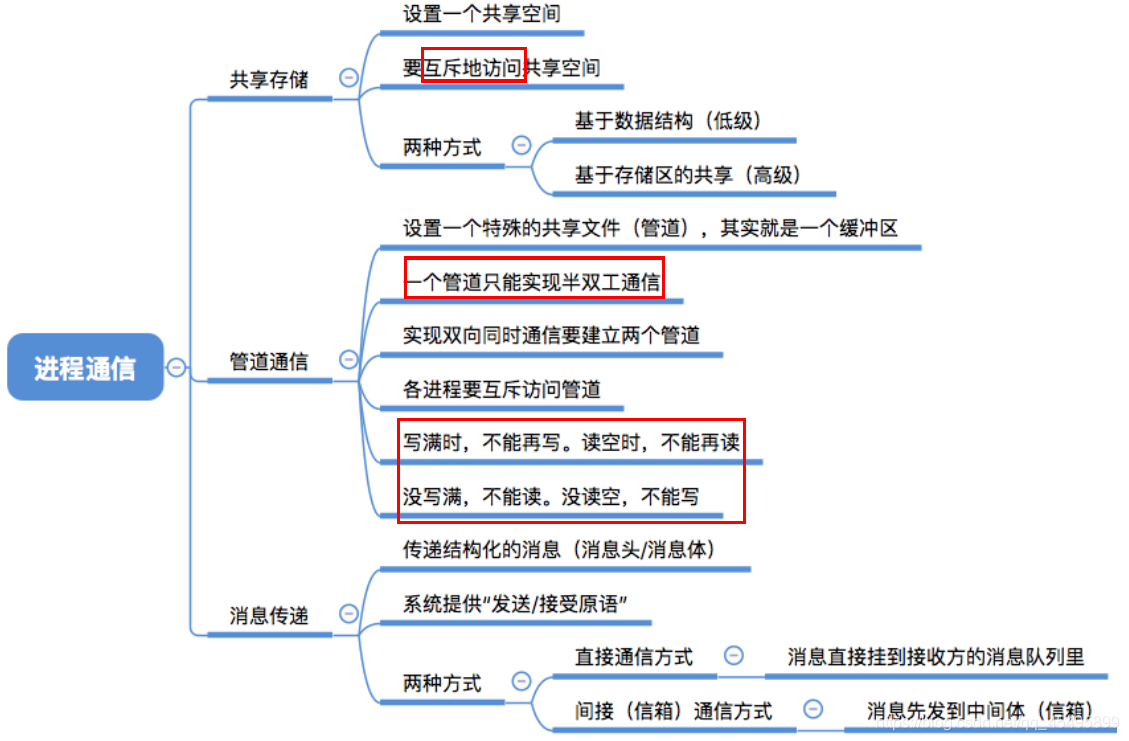 设置一个共享空间
要互斥地访问共享空间
共享存储
两种方式
基于数据结构（低级）
基于存储区的共享（高级）
设置一个特殊的共享文件（管道），其实就是一个缓冲区
一个管道只能实现半双工通信
实现双向同时通信要建立两个管道
管道通信
进程通信
各进程要互斥访问管道
写满时，不能再写。读空时，不能再读
没写满，不能读。没读空，不能写
传递结构化的消息（消息头/消息体）
系统提供“发送/接受原语”
消息传递
两种方式
直接通信方式
消息直接挂到接收方的消息队列里
间接（信箱）通信方式
消息先发到中间体（信箱）